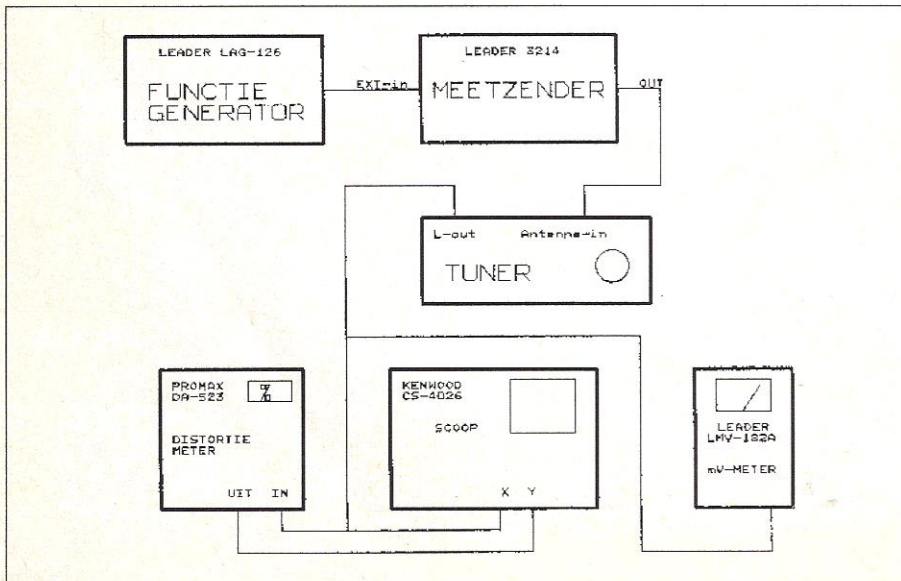 LEADER LAG-126
FUNCTIE
GENERATOR
EXT-in
LEADER 3214
MEETZENDER
OUT
L-out
Antenne-in
TUNER
PROMAX
DA-523
%
DISTORTIE
METER
UIT IN
KENWOOD
CS-4026
SCOOP
X Y
LEADER
LMV-182A
mV-METER